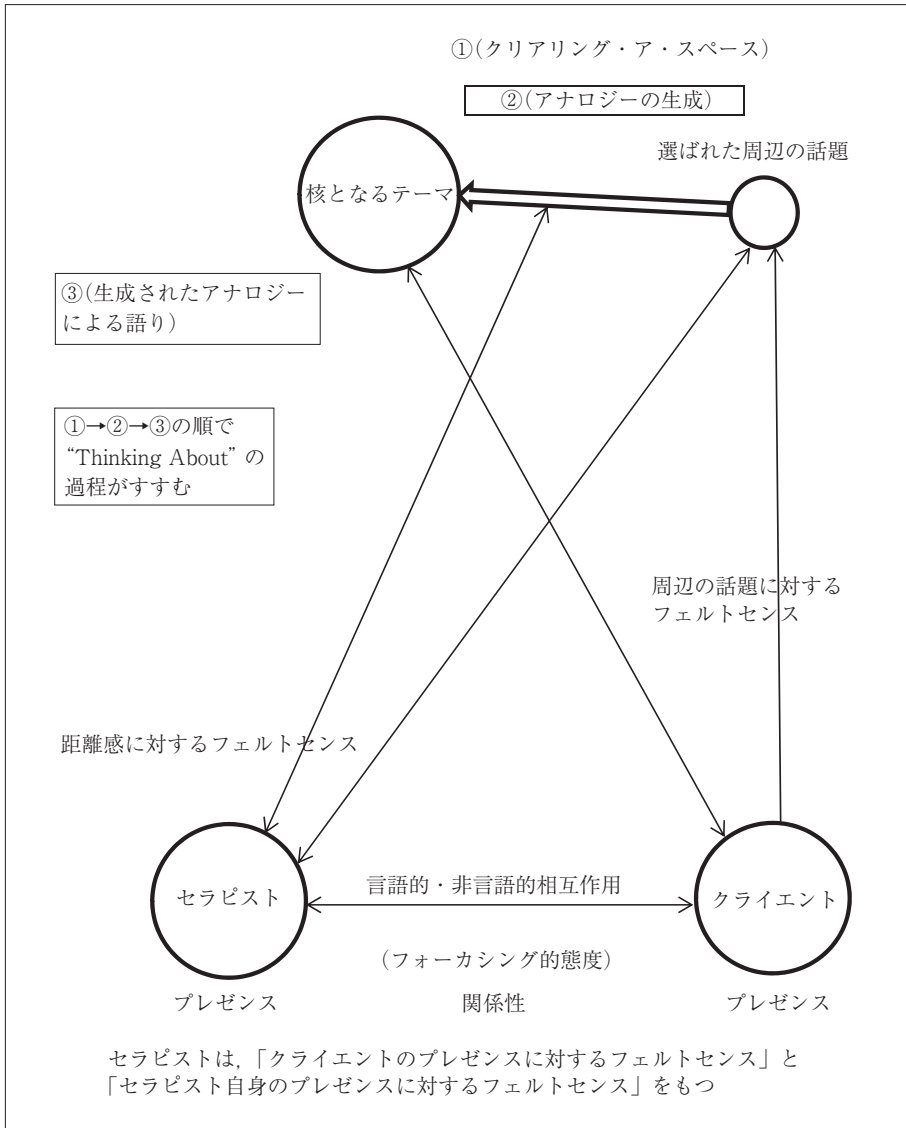 ①(クリアリング・ア・スペース)
②(アナロジーの生成)
選ばれた周辺の話題
核となるテーマ
③(生成されたアナロジー
による語り)
①→②→③の順で
“Thinking About” の
過程がすすむ
周辺の話題に対する
フェルトセンス
距離感に対するフェルトセンス
セラピスト
言語的・非言語的相互作用
クライエント
(フォーカシング的態度)
プレゼンス
関係性
プレゼンス
セラピストは,「クライエントのプレゼンスに対するフェルトセンス」と
「セラピスト自身のプレゼンスに対するフェルトセンス」をもつ